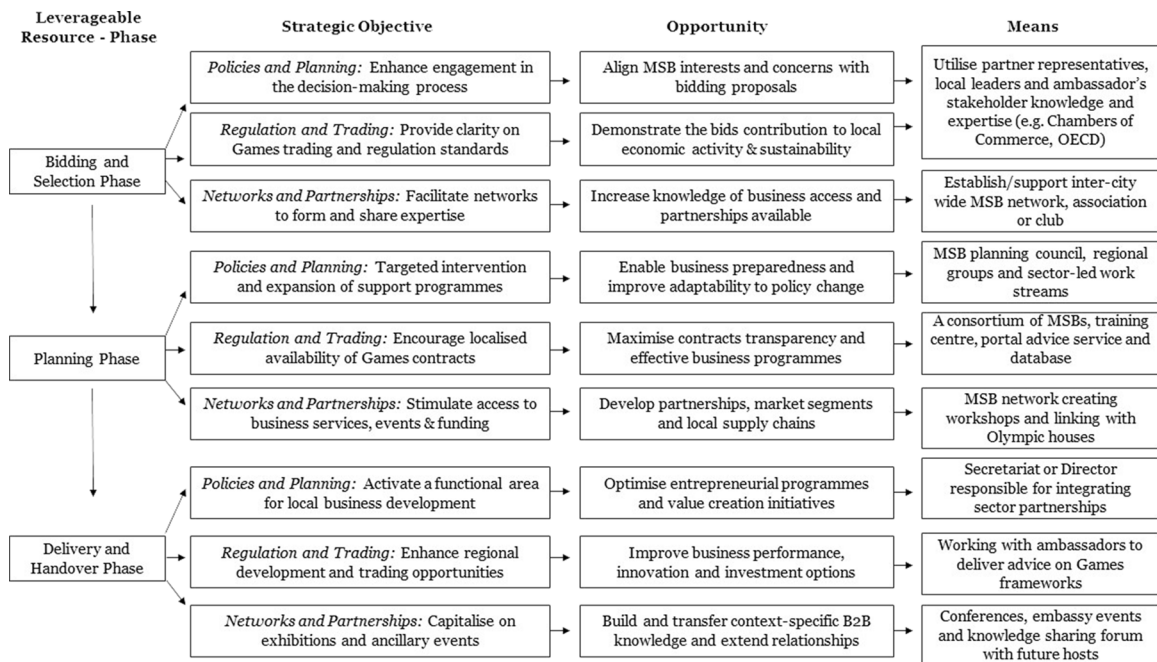 Leverageable
Resource - Phase
Strategic Objective
Opportunity
Means
Bidding and
Selection Phase
Policies and Planning: Enhance engagement in
the decision-making process
Align MSB interests and concerns with
bidding proposals
Utilise partner representatives,
local leaders and ambassador's
stakeholder knowledge and
expertise (e.g. Chambers of
Commerce, OECD)
Regulation and Trading: Provide clarity on
Games trading and regulation standards
Demonstrate the bids contribution to local
economic activity & sustainability
Networks and Partnerships: Facilitate networks
to form and share expertise
Increase knowledge of business access and
partnerships available
Establish/support inter-city
wide MSB network, association
or club
Planning Phase
Policies and Planning: Targeted intervention
and expansion of support programmes
Enable business preparedness and
improve adaptability to policy change
MSB planning council, regional
groups and sector-led work
streams
Regulation and Trading: Encourage localised
availability of Games contracts
Maximise contracts transparency and
effective business programmes
A consortium of MSBs, training
centre, portal advice service and
database
Networks and Partnerships: Stimulate access to
business services, events & funding
Develop partnerships, market segments
and local supply chains
MSB network creating
workshops and linking with
Olympic houses
Delivery and
Handover Phase
Policies and Planning: Activate a functional area
for local business development
Optimise entrepreneurial programmes
and value creation initiatives
Secretariat or Director
responsible for integrating
sector partnerships
Regulation and Trading: Enhance regional
development and trading opportunities
Improve business performance,
innovation and investment options
Working with ambassadors to
deliver advice on Games
frameworks
Networks and Partnerships: Capitalise on
exhibitions and ancillary events
Build and transfer context-specific B2B
knowledge and extend relationships
Conferences, embassy events
and knowledge sharing forum
with future hosts